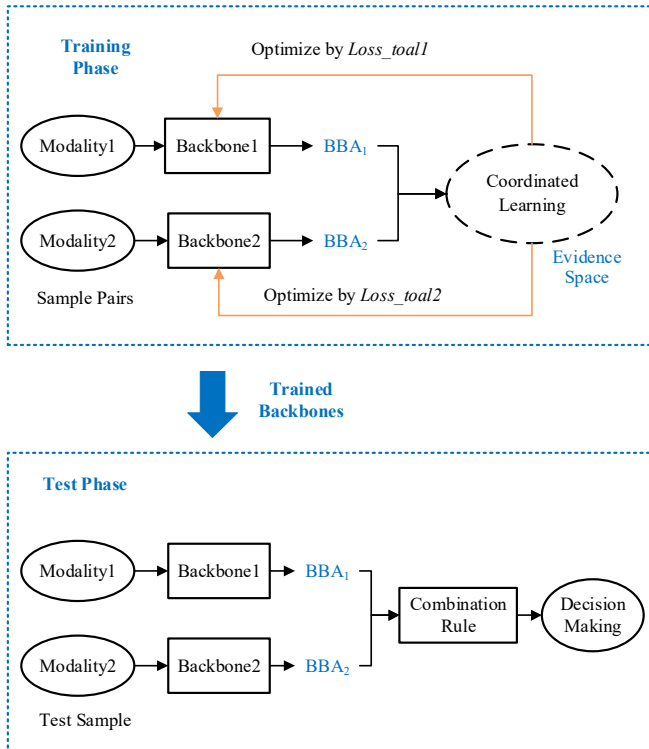 Training
Phase
Optimize by Loss_toal1
Modality1
Backbone1
BBA₁
Coordinated
Learning
Modality2
Backbone2
BBA₂
Evidence
Space
Sample Pairs
Optimize by Loss_toal2
Trained
Backbones
Test Phase
Modality1
Backbone1
BBA₁
Combination
Rule
Decision
Making
Modality2
Backbone2
BBA₂
Test Sample